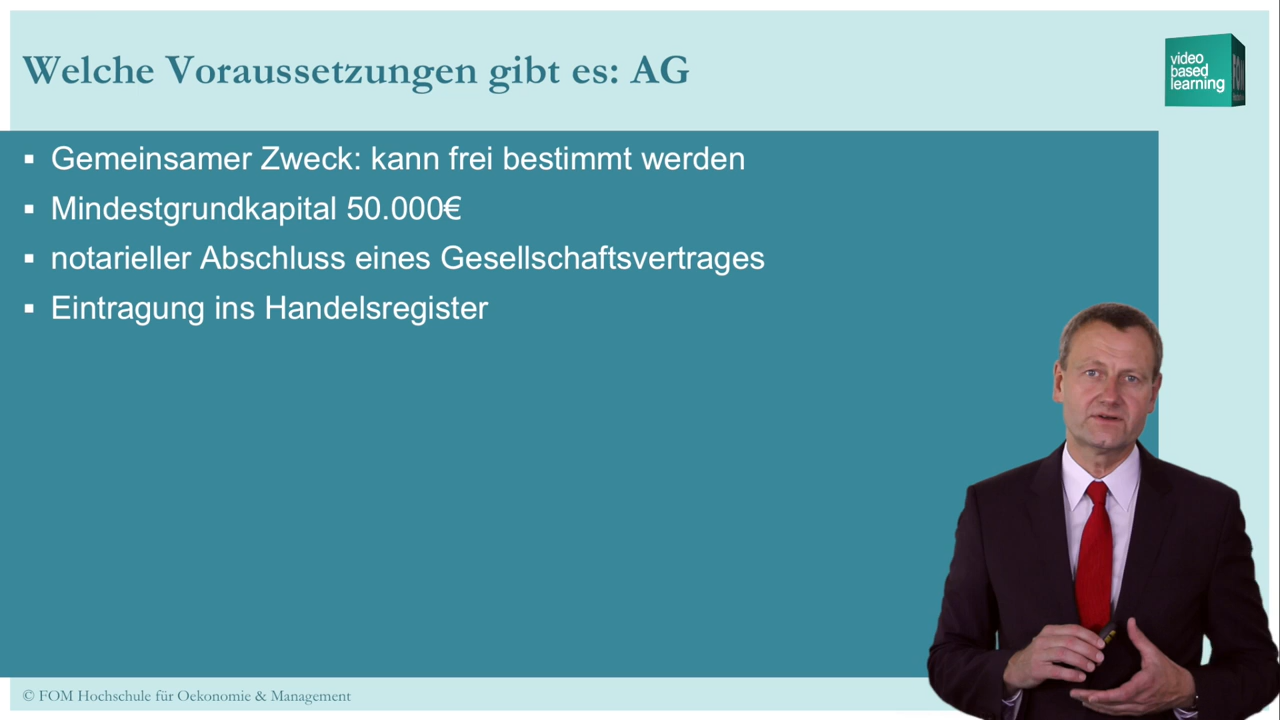 Welche Voraussetzungen gibt es: AG
video
based
learning
FOM
▪ Gemeinsamer Zweck: kann frei bestimmt werden
▪ Mindestgrundkapital 50.000€
▪ notarieller Abschluss eines Gesellschaftsvertrages
▪ Eintragung ins Handelsregister
© FOM Hochschule für Oekonomie & Management